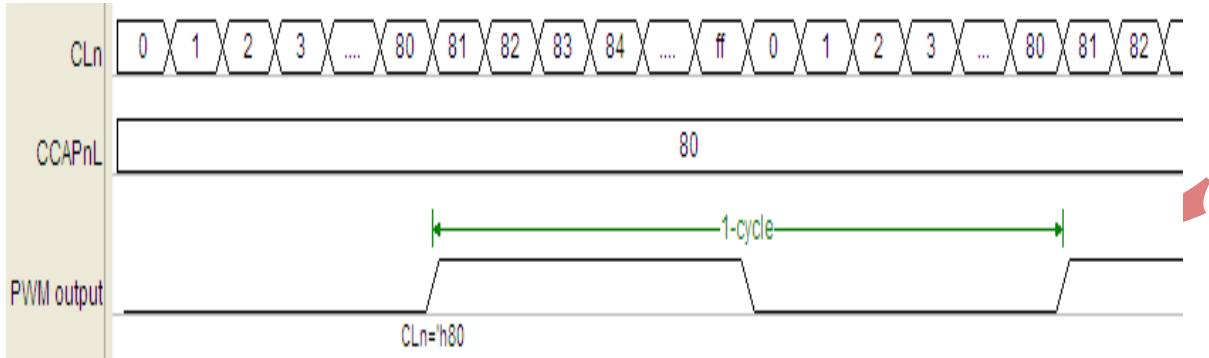 CLn 0 1 2 3 .... 80 81 82 83 84 .... ff 0 1 2 3 ... 80 81 82
CCAPnL 80
1-cycle
PWM output
CLn='h80